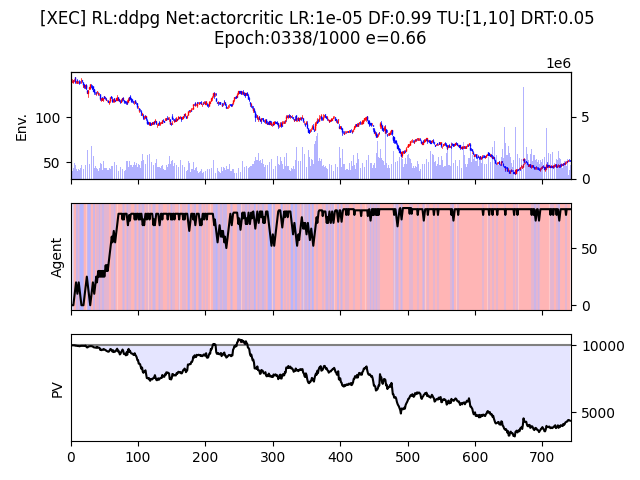 [XEC] RL:ddpg Net:actorcritic LR:1e-05 DF:0.99 TU:[1,10] DRT:0.05
Epoch:0338/1000 e=0.66
1e6
Env.
100
50
5
0
Agent
50
0
PV
10000
5000
0 100 200 300 400 500 600 700